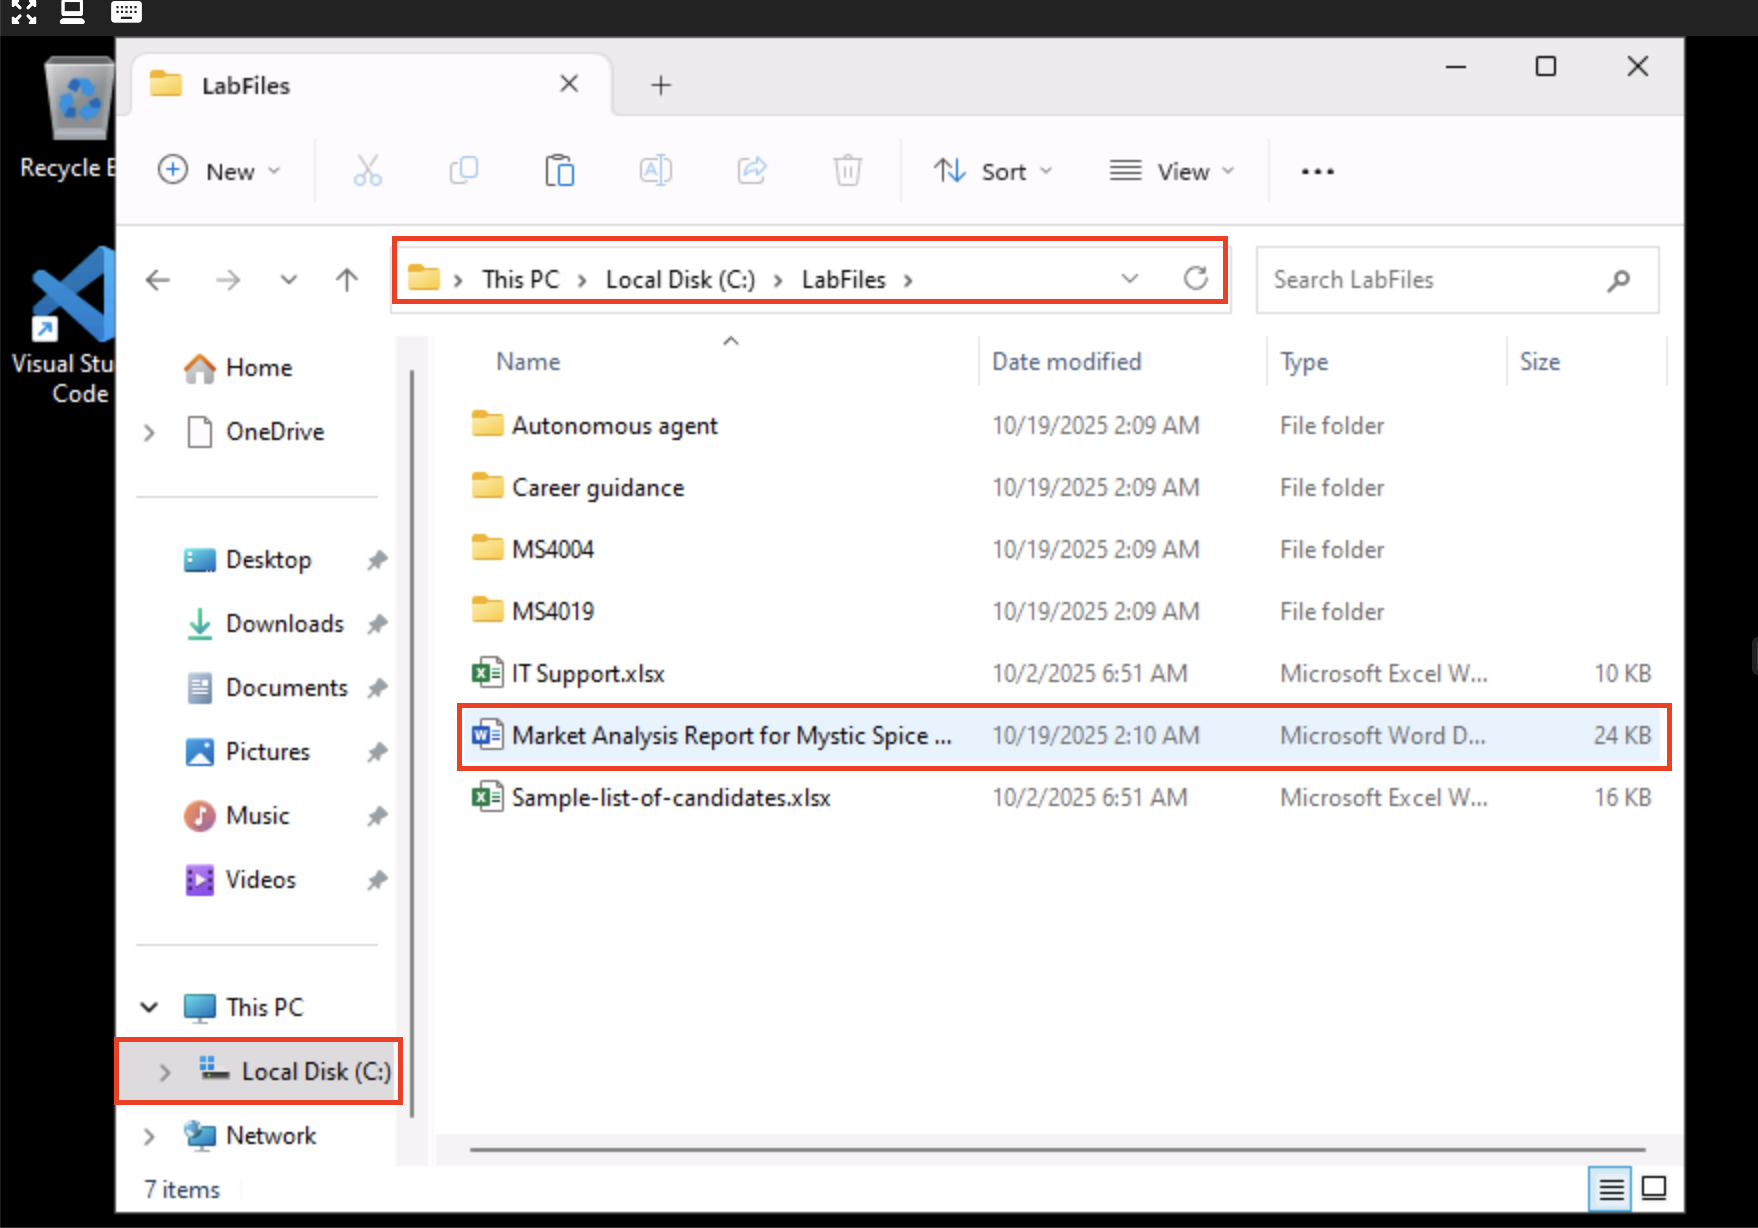 LabFiles
Recycle B
New
Sort
View
This PC
Local Disk (C:)
LabFiles
Search LabFiles
Visual Stu
Code
Home
OneDrive
Desktop
Downloads
Documents
Pictures
Music
Videos
This PC
Local Disk (C:)
Network
Name Date modified Type Size
Autonomous agent 10/19/2025 2:09 AM File folder
Career guidance 10/19/2025 2:09 AM File folder
MS4004 10/19/2025 2:09 AM File folder
MS4019 10/19/2025 2:09 AM File folder
IT Support.xlsx 10/2/2025 6:51 AM Microsoft Excel W... 10 KB
Market Analysis Report for Mystic Spice ... 10/19/2025 2:10 AM Microsoft Word D... 24 KB
Sample-list-of-candidates.xlsx 10/2/2025 6:51 AM Microsoft Excel W... 16 KB
7 items